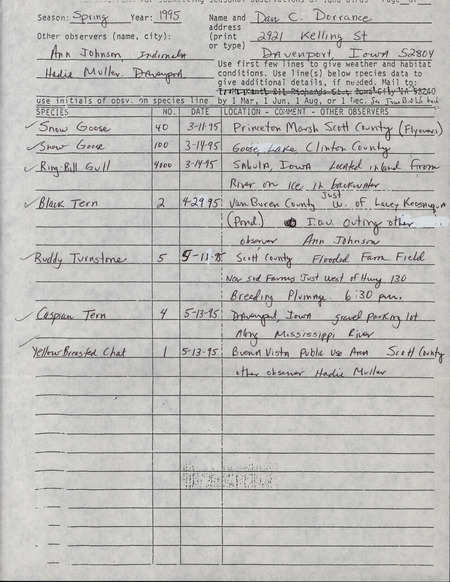 Season: Spring Year: 1995 Name and Dan C. Dorrance
Other observers (name, city): address
(print 2921 Kelling St
or type)
Ann Johnson, Indianola Davenport, Iowa 52804
Hadie Muller, Davenport Use first few lines to give weather and habitat
conditions. Use line(s) below species data to
give additional details, if needed. Mail to:
use initials of obsv. on species line by 1 Mar, 1 Jun, 1 Aug, or 1 Dec.
SPECIES NO. DATE LOCATION - COMMENT - OTHER OBSERVERS
✓ Snow Goose 40 3-11-95 Princeton Marsh Scott County (Flyovers)
✓ Snow Goose 100 3-14-95 Goose Lake Clinton County
✓ Ring-Bill Gull 4000 3-14-95 Sabula, Iowa Located inland from
River on ice in backwater
✓ Black Tern 2 4-29-95 Van Buren County Just W. of Lacey Keosauqua
(Pond.) I.O.U. Outing other
observer Ann Johnson
✓ Ruddy Turnstone 5 5-11-95 Scott County Flooded Farm Field
Near Sod Farms Just West of Hwy 130
Breeding Plumage. 6:30 p.m.
✓ Caspian Tern 4 5-13-95 Davenport, Iowa gravel parking lot
Along Mississippi River
✓ Yellow Breasted Chat 1 5-13-95 Buena Vista Public Use Area Scott County
other observer Hadie Muller